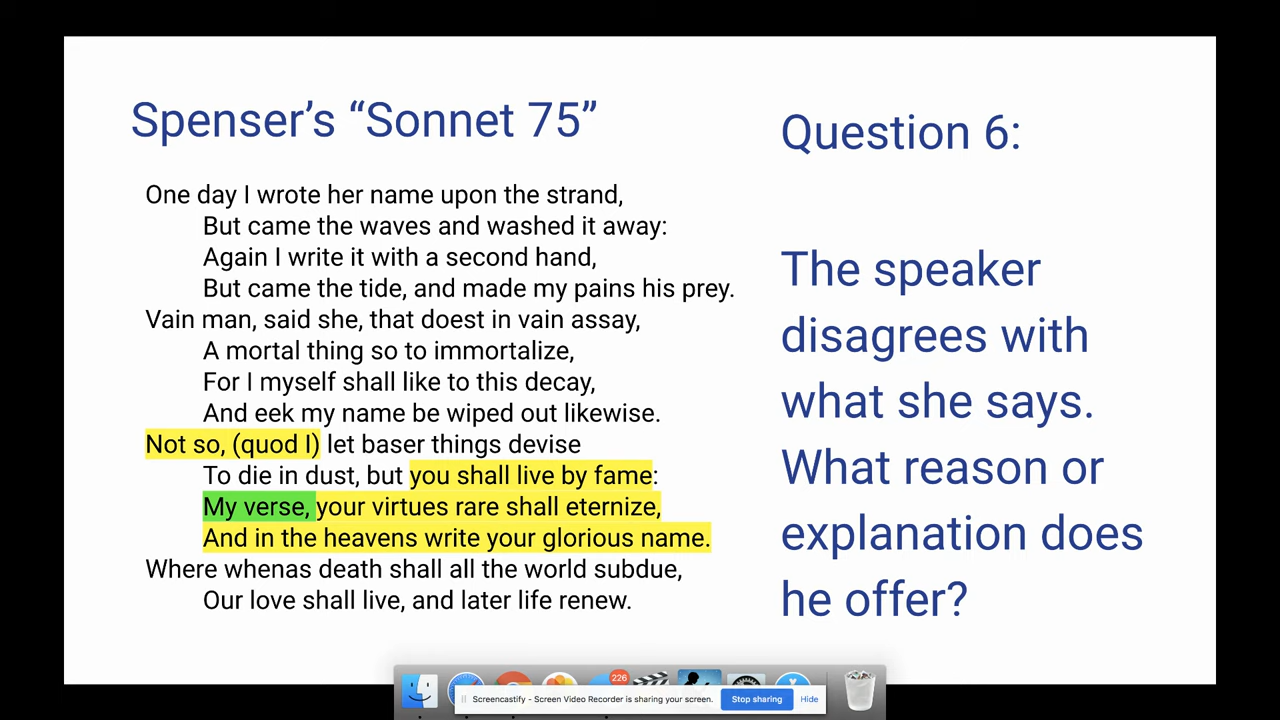 Spenser’s “Sonnet 75”
One day I wrote her name upon the strand,
But came the waves and washed it away:
Again I write it with a second hand,
But came the tide, and made my pains his prey.
Vain man, said she, that doest in vain assay,
A mortal thing so to immortalize,
For I myself shall like to this decay,
And eek my name be wiped out likewise.
Not so, (quod I) let baser things devise
To die in dust, but you shall live by fame:
My verse, your virtues rare shall eternize,
And in the heavens write your glorious name.
Where whenas death shall all the world subdue,
Our love shall live, and later life renew.
Question 6:
The speaker
disagrees with
what she says.
What reason or
explanation does
he offer?
226
Screencastify - Screen Video Recorder is sharing your screen.
Stop sharing
Hide